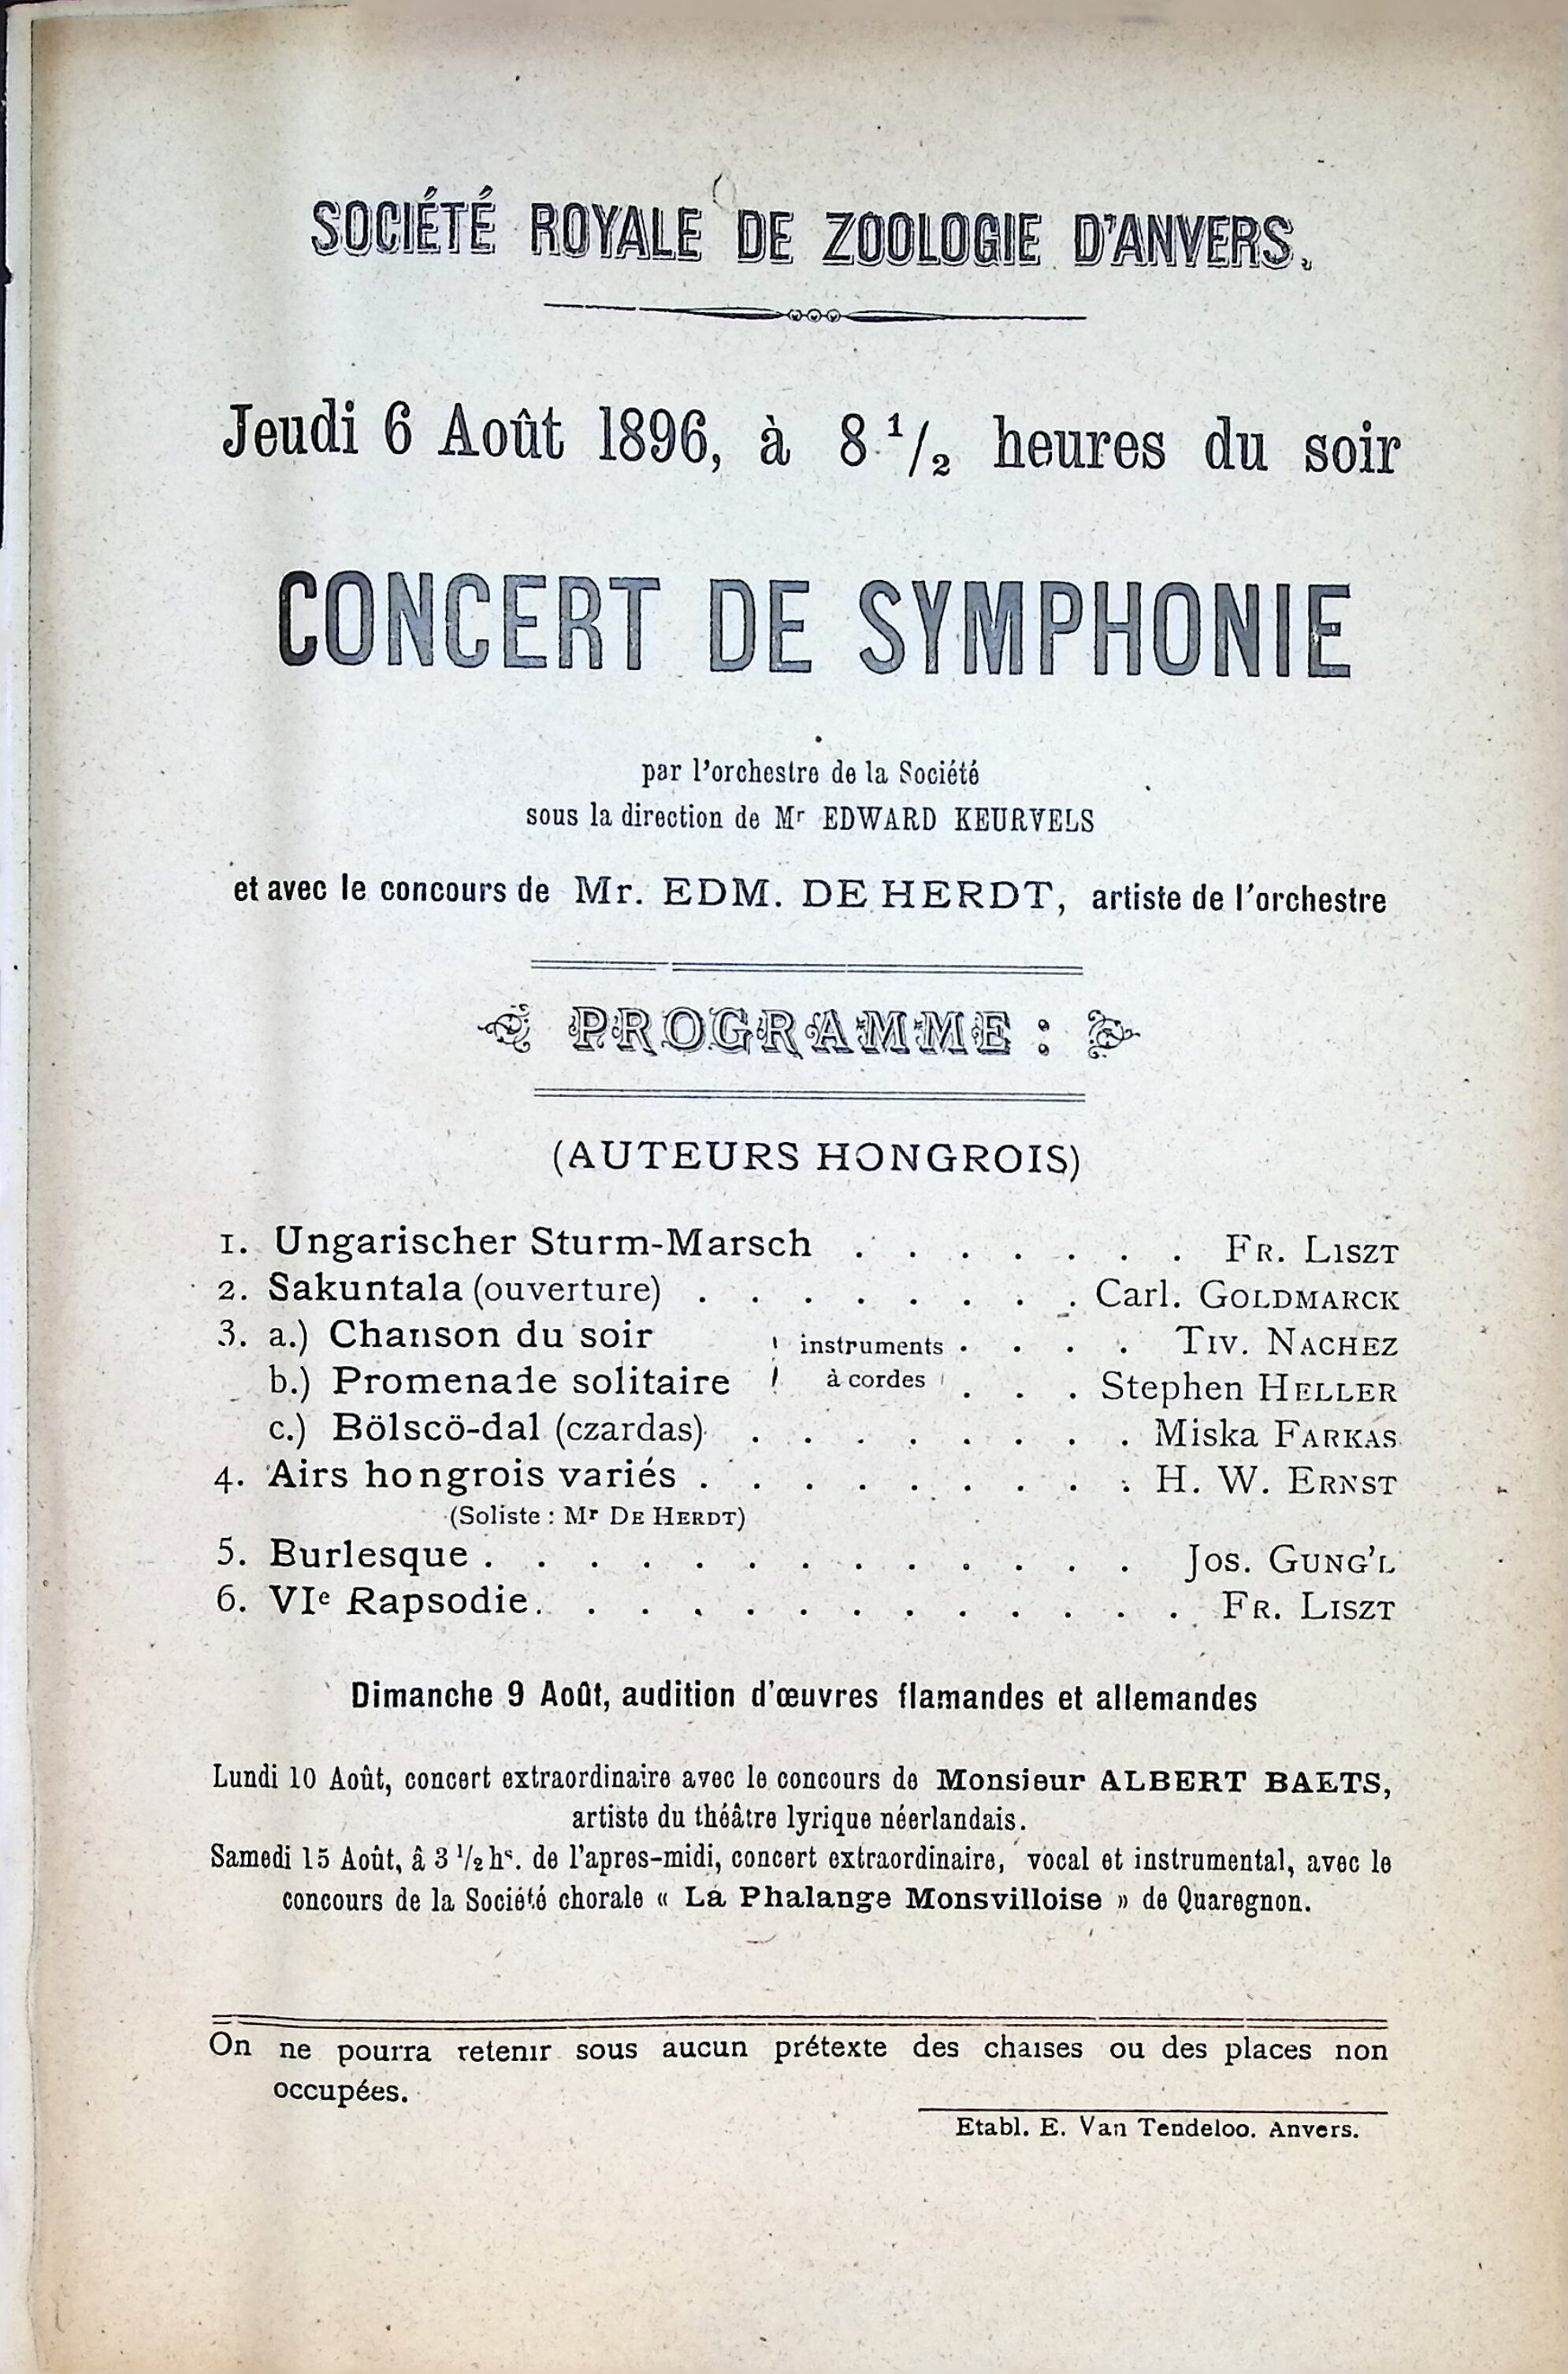 SOCIÉTÉ ROYALE DE ZOOLOGIE D'ANVERS.
Jeudi 6 Août 1896, à 8 1/2 heures du soir
CONCERT DE SYMPHONIE
par l'orchestre de la Société
sous la direction de Mr EDWARD KEURVELS
et avec le concours de Mr. EDM. DE HERDT, artiste de l'orchestre
PROGRAMME :
(AUTEURS HONGROIS)
1. Ungarischer Sturm-Marsch . . . . . . . FR. LISZT
2. Sakuntala (ouverture) . . . . . . . . Carl. GOLDMARCK
3. a.) Chanson du soir instruments . . . . TIV. NACHEZ
b.) Promenade solitaire à cordes . . . Stephen HELLER
c.) Bölscö-dal (czardas) . . . . . . . . Miska FARKAS
4. Airs hongrois variés . . . . . . . . . H. W. ERNST
(Soliste : Mr DE HERDT)
5. Burlesque . . . . . . . . . . . . . Jos. GUNG'L
6. VIe Rapsodie . . . . . . . . . . . . . FR. LISZT
Dimanche 9 Août, audition d'œuvres flamandes et allemandes
Lundi 10 Août, concert extraordinaire avec le concours de Monsieur ALBERT BAETS,
artiste du théâtre lyrique néerlandais.
Samedi 15 Août, â 3 1/2 hs. de l'apres-midi, concert extraordinaire, vocal et instrumental, avec le
concours de la Société chorale « La Phalange Monsvilloise » de Quaregnon.
On ne pourra retenir sous aucun prétexte des chaises ou des places non
occupées.
Etabl. E. Van Tendeloo. Anvers.